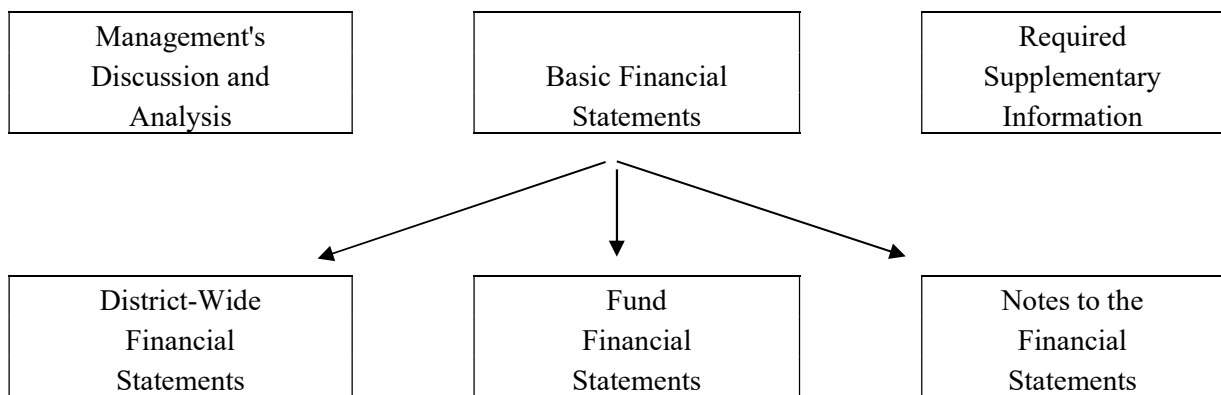 Management's
Discussion and
Analysis
Basic Financial
Statements
Required
Supplementary
Information
District-Wide
Financial
Statements
Fund
Financial
Statements
Notes to the
Financial
Statements